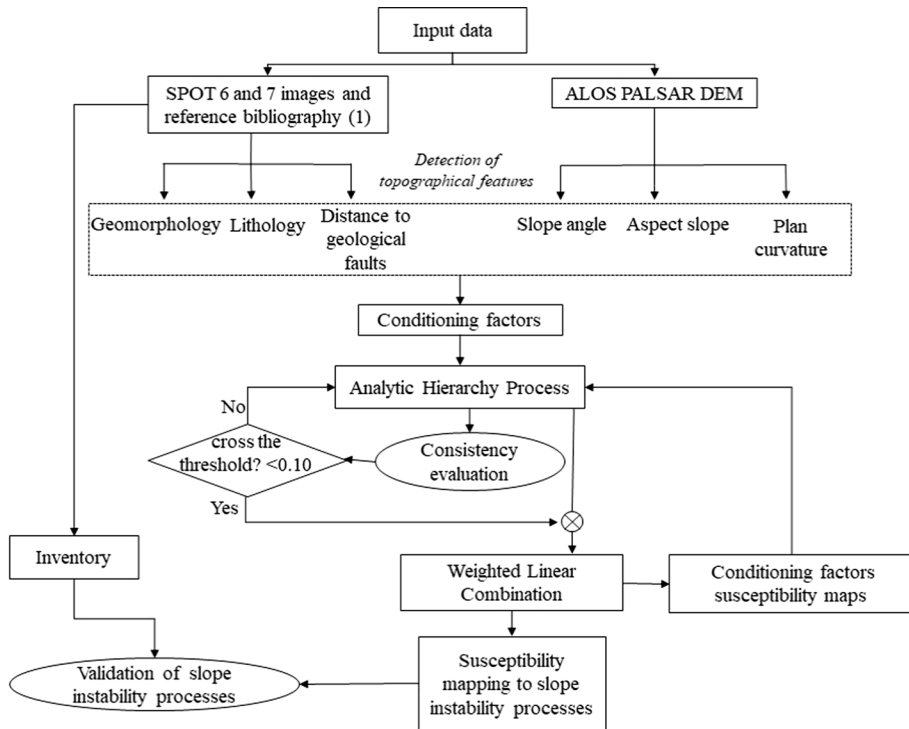 Input data
SPOT 6 and 7 images and
reference bibliography (1)
ALOS PALSAR DEM
Detection of
topographical features
Geomorphology
Lithology
Distance to
geological
faults
Slope angle
Aspect slope
Plan
curvature
Conditioning factors
Analytic Hierarchy Process
No
cross the
threshold? <0.10
Consistency
evaluation
Yes
Inventory
Weighted Linear
Combination
Conditioning factors
susceptibility maps
Validation of slope
instability processes
Susceptibility
mapping to slope
instability processes